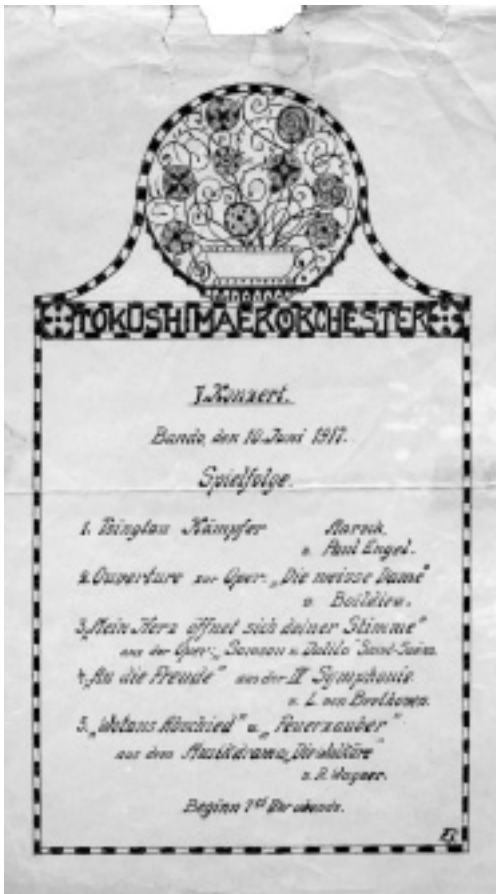 TOKUSHIMAER ORCHESTER
I. Konzert.
Bando, den 10. Juni 1917.
Spielfolge.
1. Tsingtau Kämpfer Marsch.
v. Paul Engel.
2. Ouverture zur Oper: „Die weisse Dame"
v. Boildieu.
3. „Mein Herz öffnet sich deiner Stimme"
aus der Oper: „Samson u. Dalila" Saint-Saëns.
4. „An die Freude" aus der IX Symphonie
v. L. von Beethoven.
5. „Wotans Abschied" u. „Feuerzauber"
aus dem Musikdrama „Die Walküre"
v. R. Wagner.
Beginn Uhr abends.